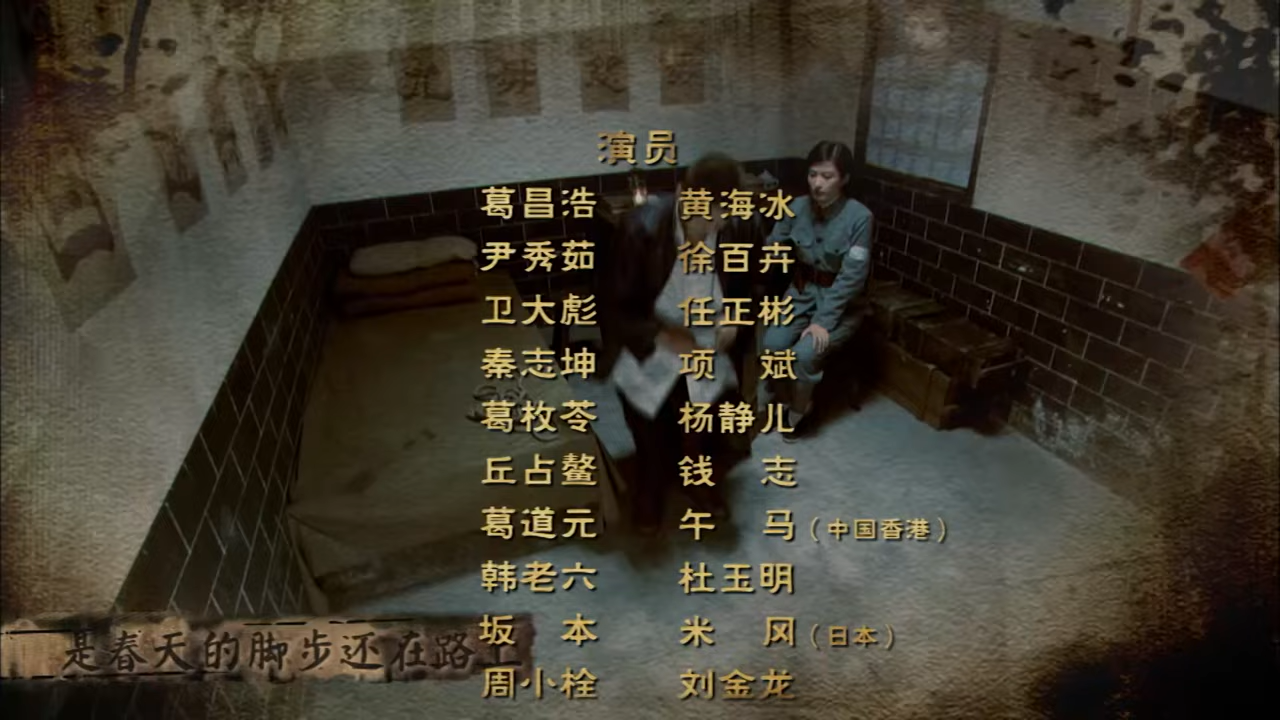 演员
葛昌浩 黄海冰
尹秀茹 徐百卉
卫大彪 任正彬
秦志坤 项 斌
葛枚苓 杨静儿
丘占鳌 钱 志
葛道元 午 马（中国香港）
韩老六 杜玉明
坂 本 米 风（日本）
周小栓 刘金龙
是春天的脚步还在路上